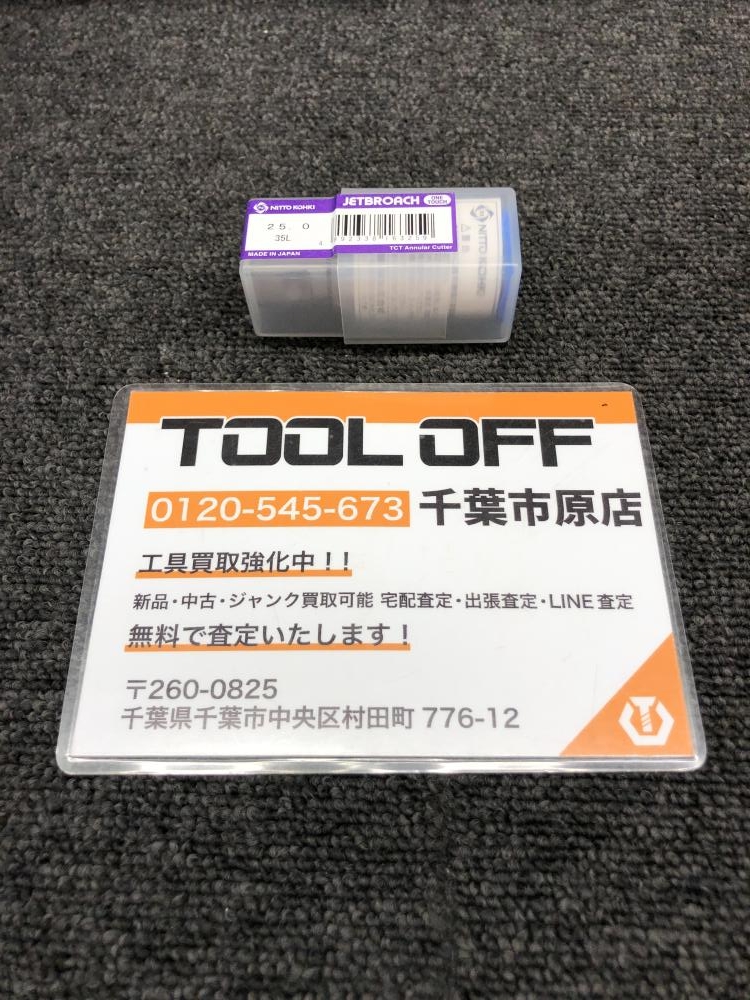 NITTO KOHKI
JETBROACH ONE TOUCH
25.0
35L
MADE IN JAPAN
TCT Annular Cutter
NITTO KOHKI
TOOL OFF
0120-545-673 千葉市原店
工具買取強化中!!
新品・中古・ジャンク買取可能 宅配査定・出張査定・LINE査定
無料で査定いたします!
〒260-0825
千葉県千葉市中央区村田町 776-12